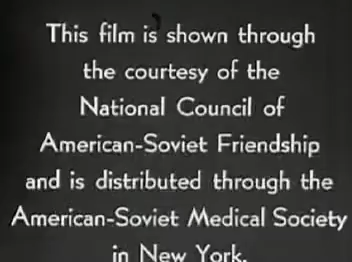 This film is shown through
the courtesy of the
National Council of
American-Soviet Friendship
and is distributed through the
American-Soviet Medical Society
in New York.